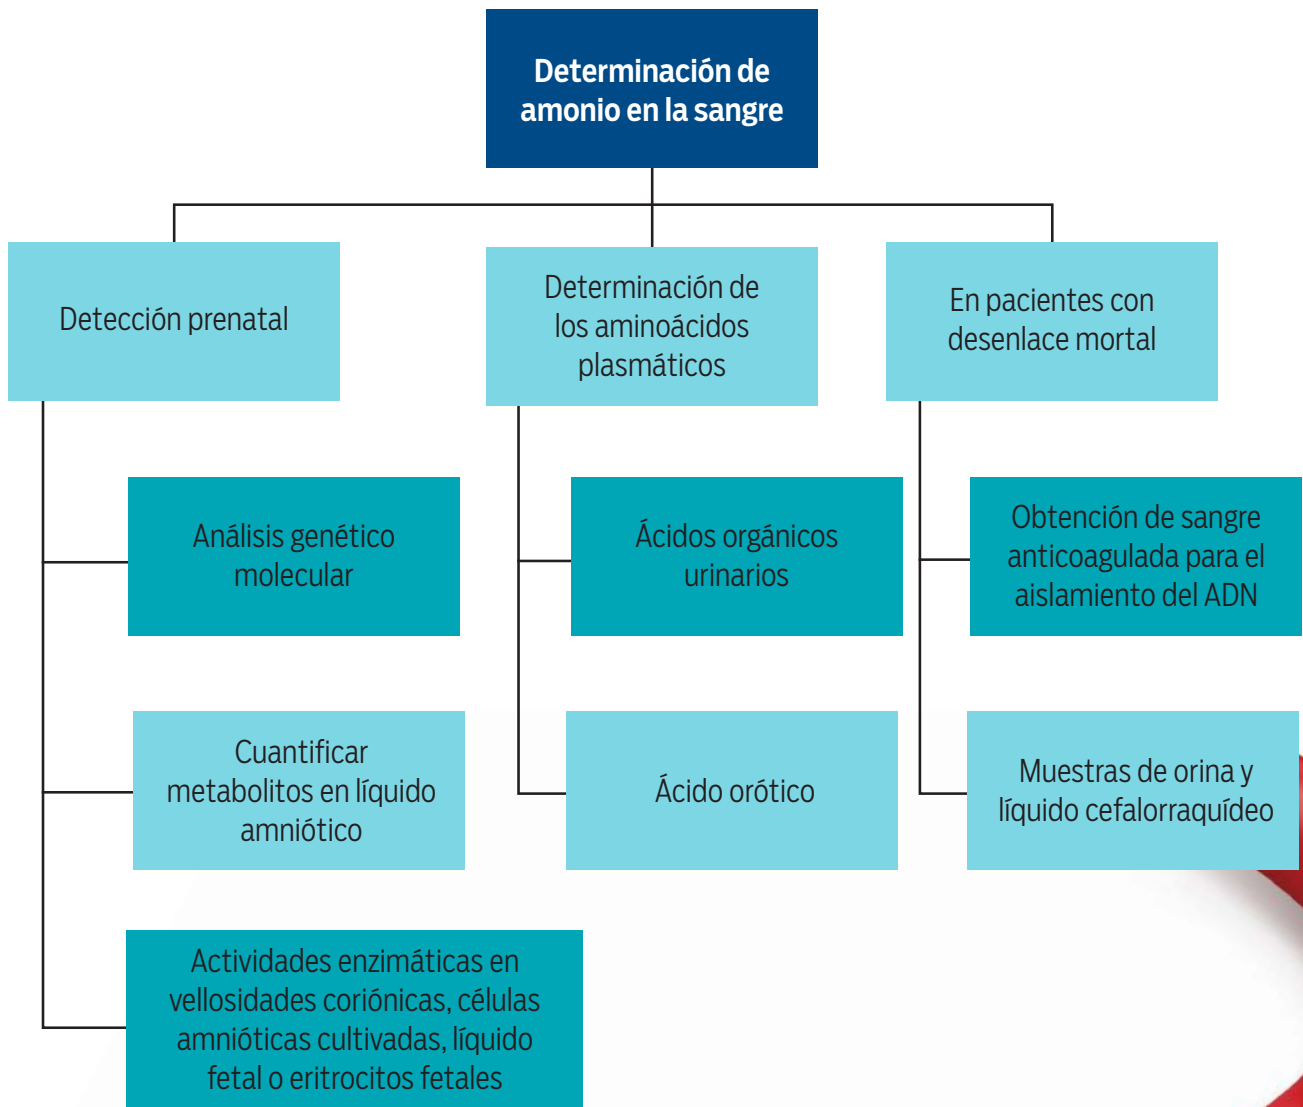 Determinación de
amonio en la sangre
Detección prenatal
Determinación de
los aminoácidos
plasmáticos
En pacientes con
desenlace mortal
Análisis genético
molecular
Ácidos orgánicos
urinarios
Obtención de sangre
anticoagulada para el
aislamiento del ADN
Cuantificar
metabolitos en líquido
amniótico
Ácido orótico
Muestras de orina y
líquido cefalorraquídeo
Actividades enzimáticas en
vellosidades coriónicas, células
amnióticas cultivadas, líquido
fetal o eritrocitos fetales